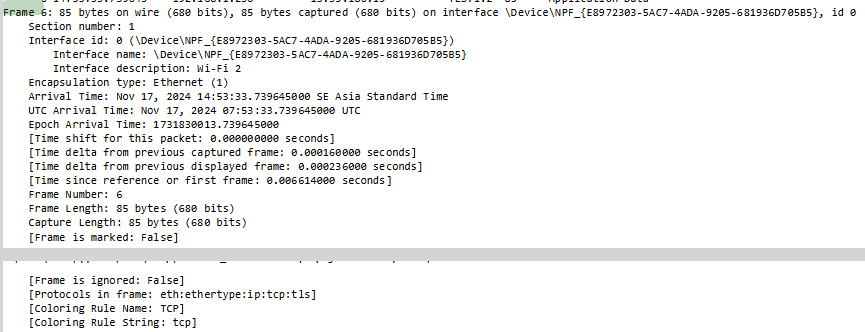 Frame 6: 85 bytes on wire (680 bits), 85 bytes captured (680 bits) on interface \Device\NPF_{E8972303-5AC7-4ADA-9205-681936D705B5}, id 0
Section number: 1
Interface id: 0 (\Device\NPF_{E8972303-5AC7-4ADA-9205-681936D705B5})
Interface name: \Device\NPF_{E8972303-5AC7-4ADA-9205-681936D705B5}
Interface description: Wi-Fi 2
Encapsulation type: Ethernet (1)
Arrival Time: Nov 17, 2024 14:53:33.739645000 SE Asia Standard Time
UTC Arrival Time: Nov 17, 2024 07:53:33.739645000 UTC
Epoch Arrival Time: 1731830013.739645000
[Time shift for this packet: 0.000000000 seconds]
[Time delta from previous captured frame: 0.000160000 seconds]
[Time delta from previous displayed frame: 0.000236000 seconds]
[Time since reference or first frame: 0.006614000 seconds]
Frame Number: 6
Frame Length: 85 bytes (680 bits)
Capture Length: 85 bytes (680 bits)
[Frame is marked: False]
[Frame is ignored: False]
[Protocols in frame: eth:ethertype:ip:tcp:tls]
[Coloring Rule Name: TCP]
[Coloring Rule String: tcp]